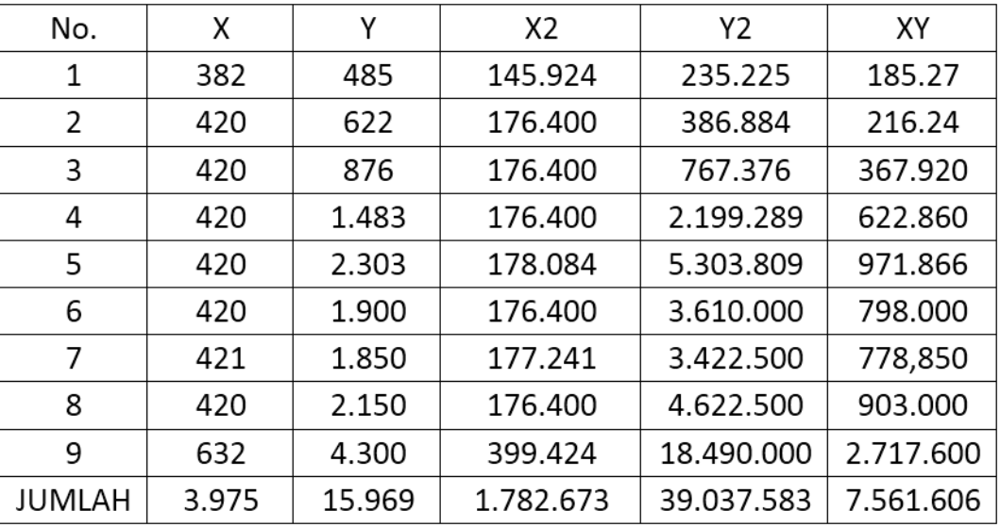 No. X Y X2 Y2 XY
1 382 485 145.924 235.225 185.27
2 420 622 176.400 386.884 216.24
3 420 876 176.400 767.376 367.920
4 420 1.483 176.400 2.199.289 622.860
5 420 2.303 178.084 5.303.809 971.866
6 420 1.900 176.400 3.610.000 798.000
7 421 1.850 177.241 3.422.500 778,850
8 420 2.150 176.400 4.622.500 903.000
9 632 4.300 399.424 18.490.000 2.717.600
JUMLAH 3.975 15.969 1.782.673 39.037.583 7.561.606